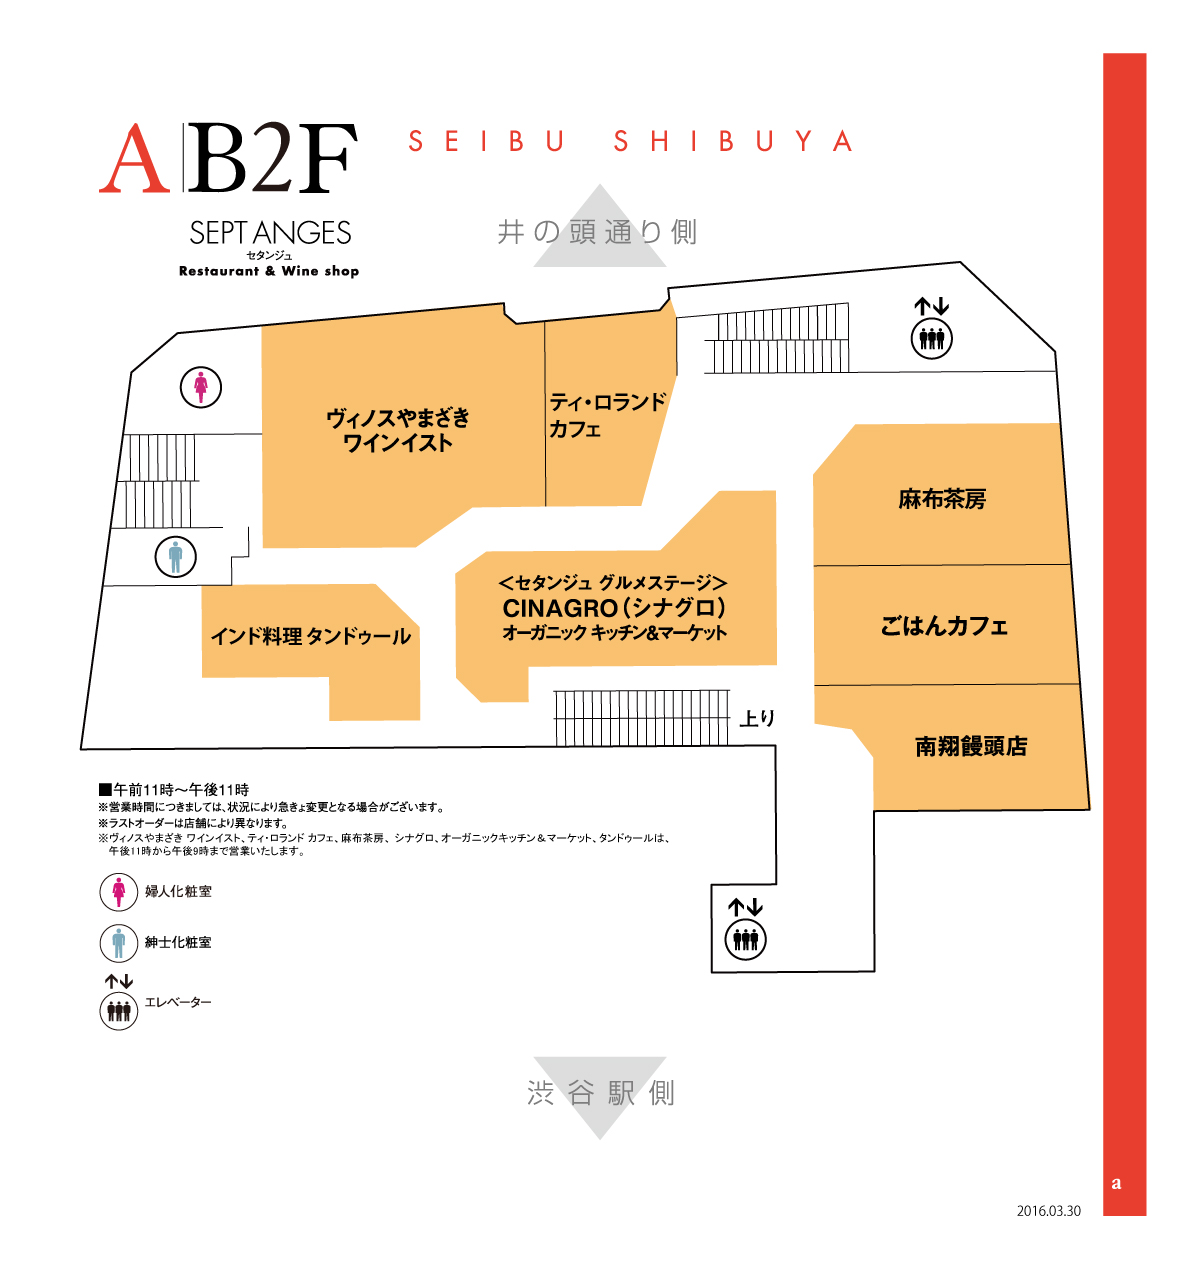 A|B2F
SEIBU SHIBUYA
SEPT ANGES
セタンジュ
Restaurant & Wine shop
井の頭通り側
ヴィノスやまざき
ワインイスト
ティ・ロランド
カフェ
麻布茶房
＜セタンジュ グルメステージ＞
CINAGRO（シナグロ）
オーガニック キッチン&マーケット
インド料理 タンドゥール
ごはんカフェ
上り
南翔饅頭店
■午前11時〜午後11時
※営業時間につきましては、状況により急きょ変更となる場合がございます。
※ラストオーダーは店舗により異なります。
※ヴィノスやまざき ワインイスト、ティ・ロランド カフェ、麻布茶房、シナグロ、オーガニックキッチン＆マーケット、タンドゥールは、
午後11時から午後9時まで営業いたします。
婦人化粧室
紳士化粧室
エレベーター
渋谷駅側
a
2016.03.30